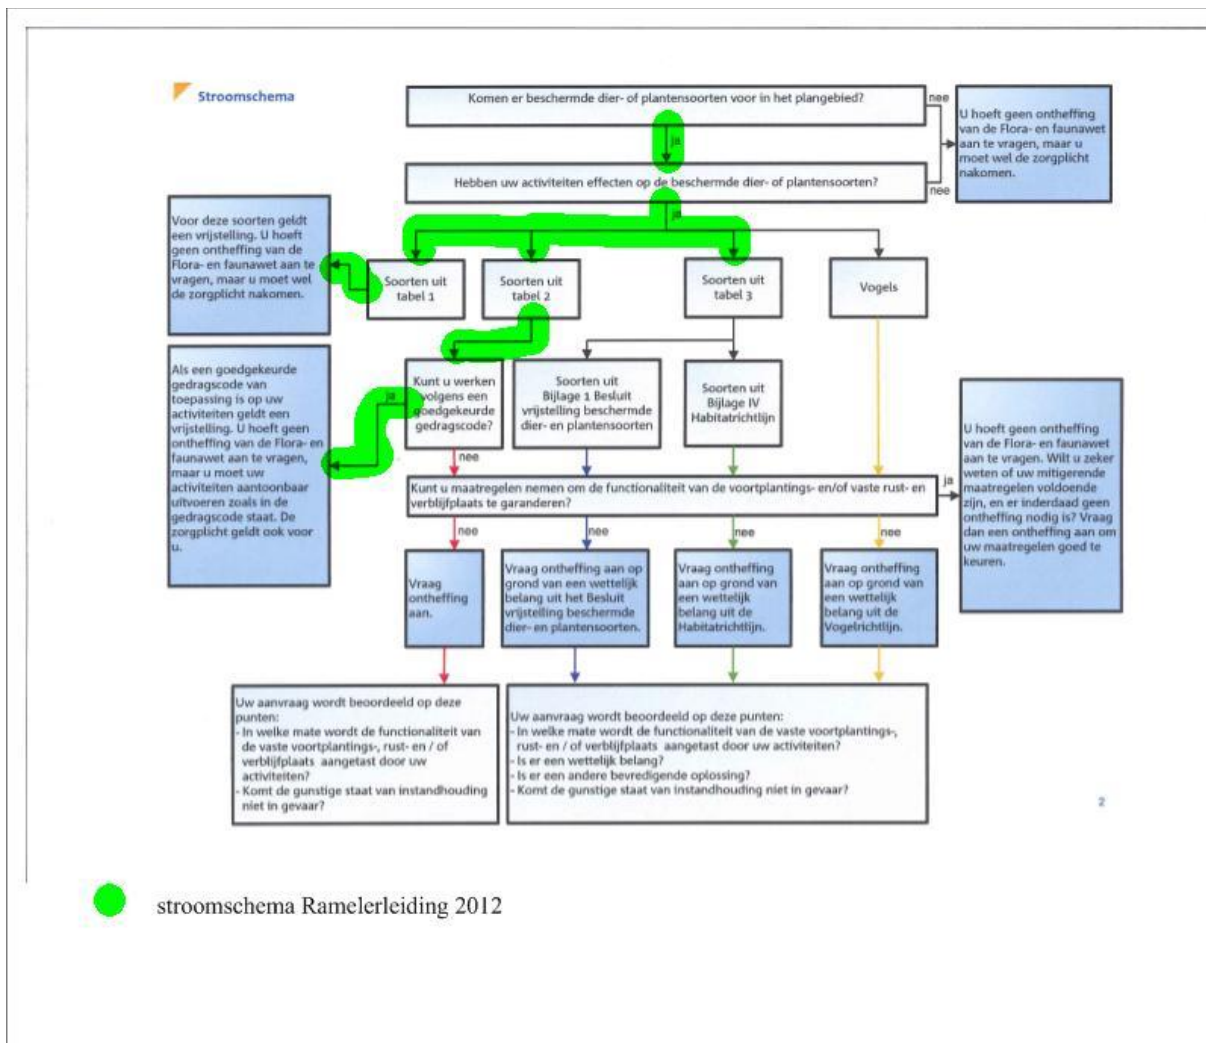 Stroomschema
Komen er beschermde dier- of plantensoorten voor in het plangebied?
nee
U hoeft geen ontheffing
van de Flora- en faunawet
aan te vragen, maar u
moet wel de zorgplicht
nakomen.
ja
Hebben uw activiteiten effecten op de beschermde dier- of plantensoorten?
nee
ja
Voor deze soorten geldt
een vrijstelling. U hoeft
geen ontheffing van de
Flora- en faunawet aan te
vragen, maar u moet wel
de zorgplicht nakomen.
Soorten uit
tabel 1
Soorten uit
tabel 2
Soorten uit
tabel 3
Vogels
Als een goedgekeurde
gedragscode van
toepassing is op uw
activiteiten geldt een
vrijstelling. U hoeft geen
ontheffing van de Flora- en
faunawet aan te vragen,
maar u moet uw
activiteiten aantoonbaar
uitvoeren zoals in de
gedragscode staat. De
zorgplicht geldt ook voor
u.
ja
Kunt u werken
volgens een
goedgekeurde
gedragscode?
Soorten uit
Bijlage 1 Besluit
vrijstelling beschermde
dier- en plantensoorten
Soorten uit
Bijlage IV
Habitatrichtlijn
nee
Kunt u maatregelen nemen om de functionaliteit van de voortplantings- en/of vaste rust- en
verblijfplaats te garanderen?
ja
U hoeft geen ontheffing
van de Flora- en faunawet
aan te vragen. Wilt u zeker
weten of uw mitigerende
maatregelen voldoende
zijn, en er inderdaad geen
ontheffing nodig is? Vraag
dan een ontheffing aan om
uw maatregelen goed te
keuren.
nee
nee
nee
nee
Vraag
ontheffing
aan.
Vraag ontheffing aan op
grond van een wettelijk
belang uit het Besluit
vrijstelling beschermde
dier- en plantensoorten.
Vraag ontheffing
aan op grond van
een wettelijk
belang uit de
Habitatrichtlijn.
Vraag ontheffing
aan op grond van
een wettelijk
belang uit de
Vogelrichtlijn.
Uw aanvraag wordt beoordeeld op deze
punten:
- In welke mate wordt de functionaliteit van
de vaste voortplantings-, rust- en / of
verblijfplaats aangetast door uw
activiteiten?
- Komt de gunstige staat van instandhouding
niet in gevaar?
Uw aanvraag wordt beoordeeld op deze punten:
- In welke mate wordt de functionaliteit van de vaste voortplantings-,
rust- en / of verblijfplaats aangetast door uw activiteiten?
- Is er een wettelijk belang?
- Is er een andere bevredigende oplossing?
- Komt de gunstige staat van instandhouding niet in gevaar?
2
stroomschema Ramelerleiding 2012